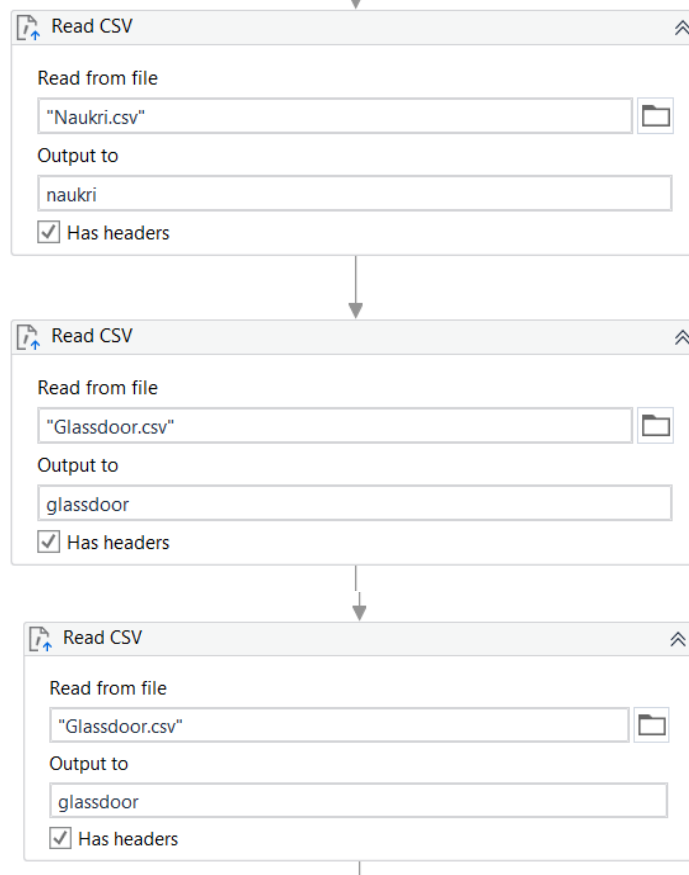 Read CSV
Read from file
"Naukri.csv"
Output to
naukri
Has headers
Read CSV
Read from file
"Glassdoor.csv"
Output to
glassdoor
Has headers
Read CSV
Read from file
"Glassdoor.csv"
Output to
glassdoor
Has headers